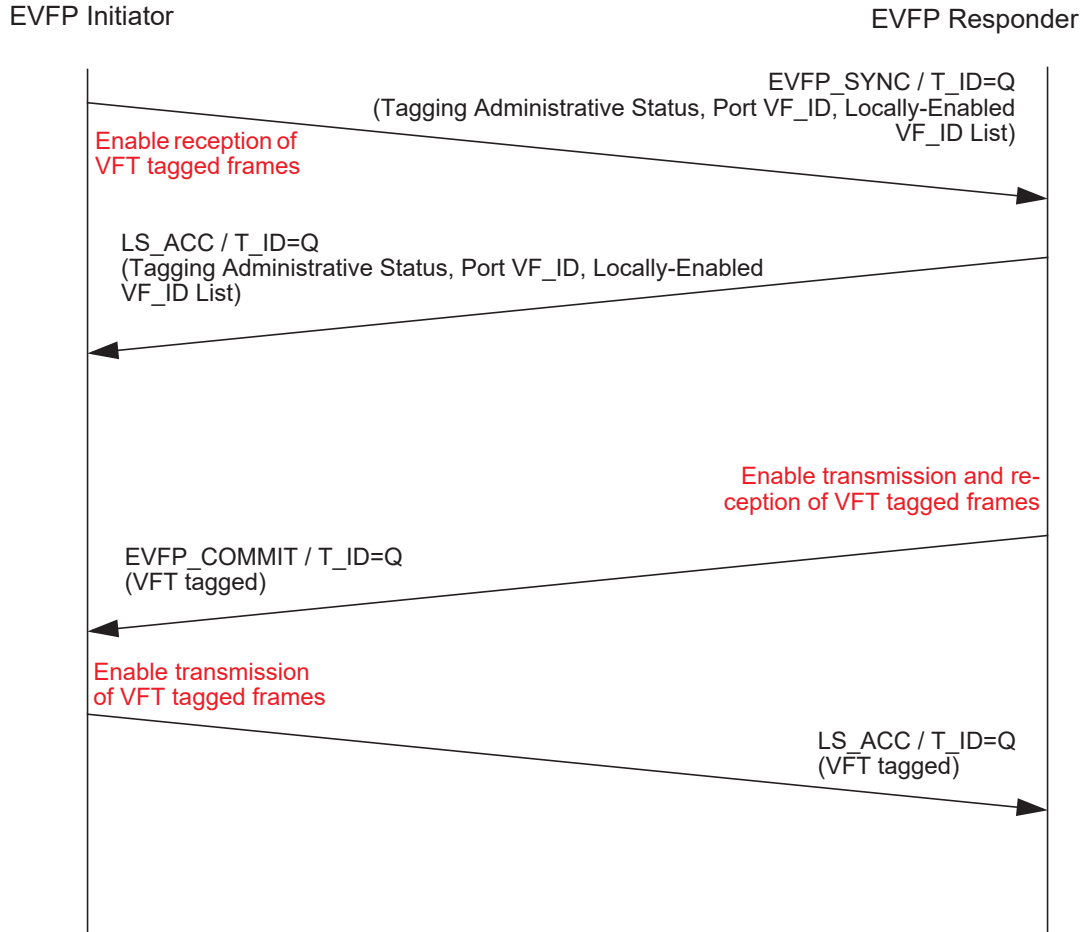 EVFP Initiator
EVFP Responder
EVFP_SYNC / T_ID=Q
(Tagging Administrative Status, Port VF_ID, Locally-Enabled
VF_ID List)
Enable reception of
VFT tagged frames
LS_ACC / T_ID=Q
(Tagging Administrative Status, Port VF_ID, Locally-Enabled
VF_ID List)
Enable transmission and re-
ception of VFT tagged frames
EVFP_COMMIT / T_ID=Q
(VFT tagged)
Enable transmission
of VFT tagged frames
LS_ACC / T_ID=Q
(VFT tagged)